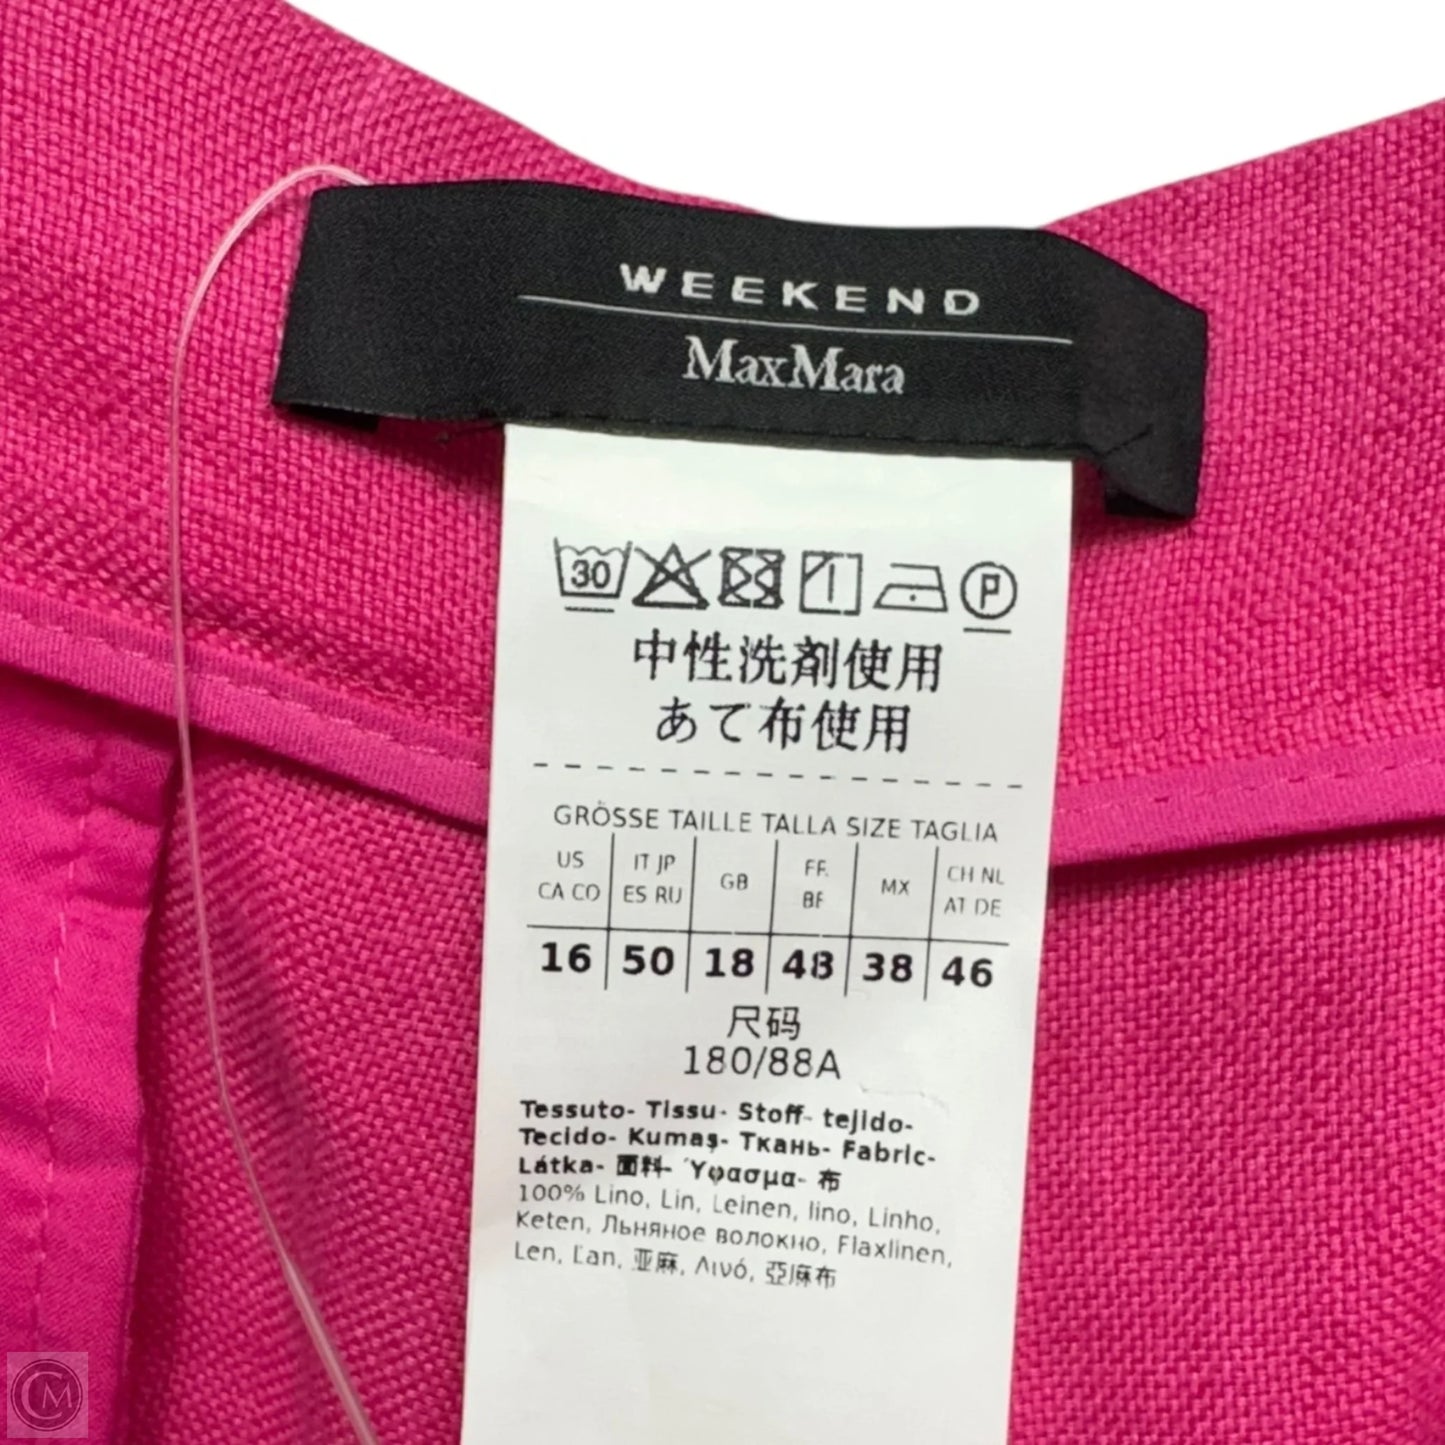 WEEKEND
MaxMara
30 P
中性洗剤使用
あて布使用
GRÖSSE TAILLE TALLA SIZE TAGLIA
US IT JP GB FR MX CH NL
CA CO ES RU BE AT DE
16 50 18 48 38 46
尺码
180/88A
Tessuto- Tissu- Stoff- tejido-
Tecido- Kumaş- Ткань- Fabric-
Látka- 面料- Ύφασμα- 布
100% Lino, Lin, Leinen, lino, Linho,
Keten, Льняное волокно, Flaxlinen,
Len, Ľan, 亚麻, Λινό, 亞麻布
CM